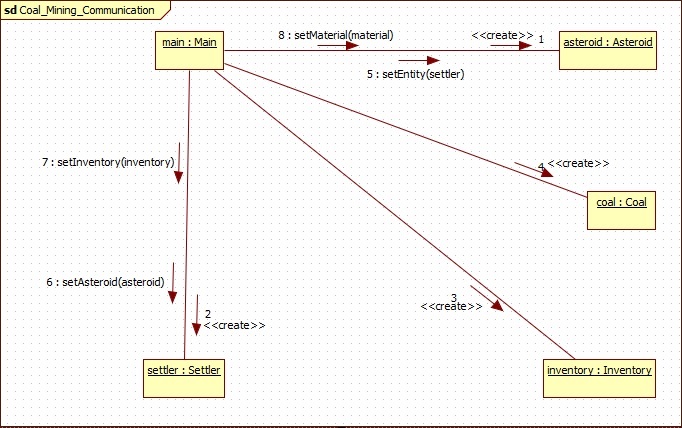 sd Coal_Mining_Communication
main : Main
8 : setMaterial(material)
<<create>>
1
asteroid : Asteroid
5 : setEntity(settler)
7 : setInventory(inventory)
4
<<create>>
coal : Coal
6 : setAsteroid(asteroid)
3
<<create>>
2
<<create>>
settler : Settler
inventory : Inventory